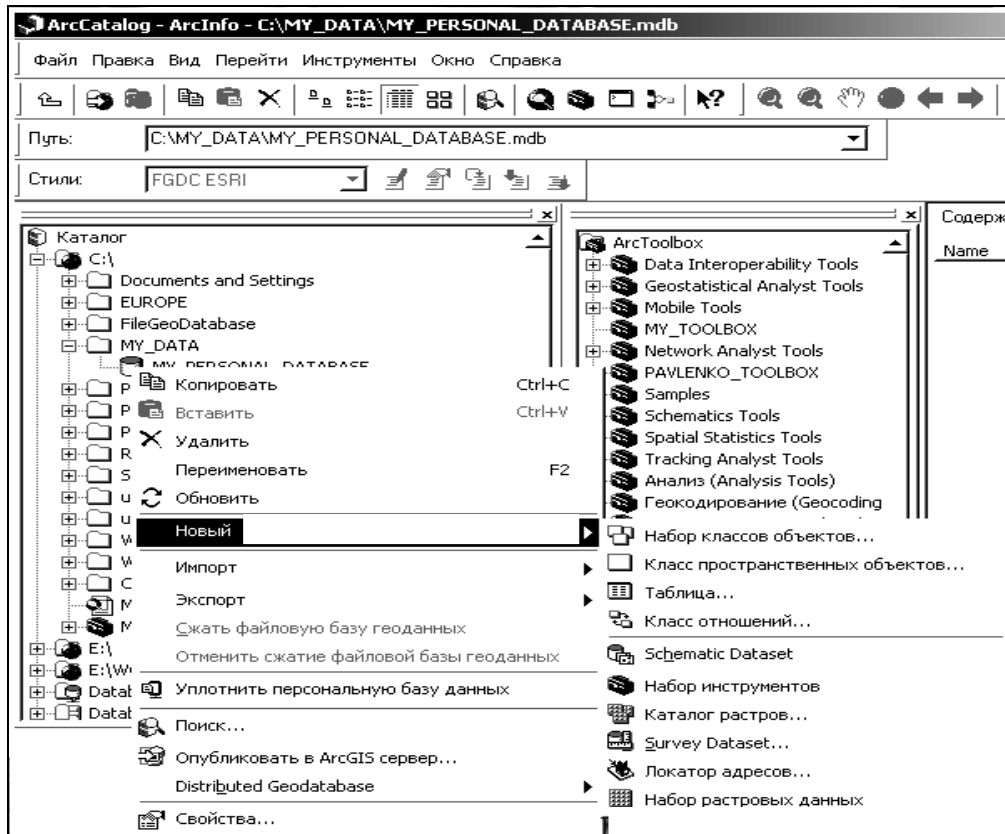 ArcCatalog - ArcInfo - C:\MY_DATA\MY_PERSONAL_DATABASE.mdb
Файл Правка Вид Перейти Инструменты Окно Справка
Путь: C:\MY_DATA\MY_PERSONAL_DATABASE.mdb
Стили: FGDC ESRI
Каталог
C:\
Documents and Settings
EUROPE
FileGeoDatabase
MY_DATA
MY_PERSONAL_DATABASE
P
P
P
R
S
u
u
W
W
C
M
M
E:\
E:\W
Datab
Datab
Копировать Ctrl+C
Вставить Ctrl+V
Удалить
Переименовать F2
Обновить
Новый
Импорт
Экспорт
Сжать файловую базу геоданных
Отменить сжатие файловой базы геоданных
Уплотнить персональную базу данных
Поиск...
Опубликовать в ArcGIS сервер...
Distributed Geodatabase
Свойства...
ArcToolbox
Data Interoperability Tools
Geostatistical Analyst Tools
Mobile Tools
MY_TOOLBOX
Network Analyst Tools
PAVLENKO_TOOLBOX
Samples
Schematics Tools
Spatial Statistics Tools
Tracking Analyst Tools
Анализ (Analysis Tools)
Геокодирование (Geocoding
Набор классов объектов...
Класс пространственных объектов...
Таблица...
Класс отношений...
Schematic Dataset
Набор инструментов
Каталог растров...
Survey Dataset...
Локатор адресов...
Набор растровых данных
Содерж
Name